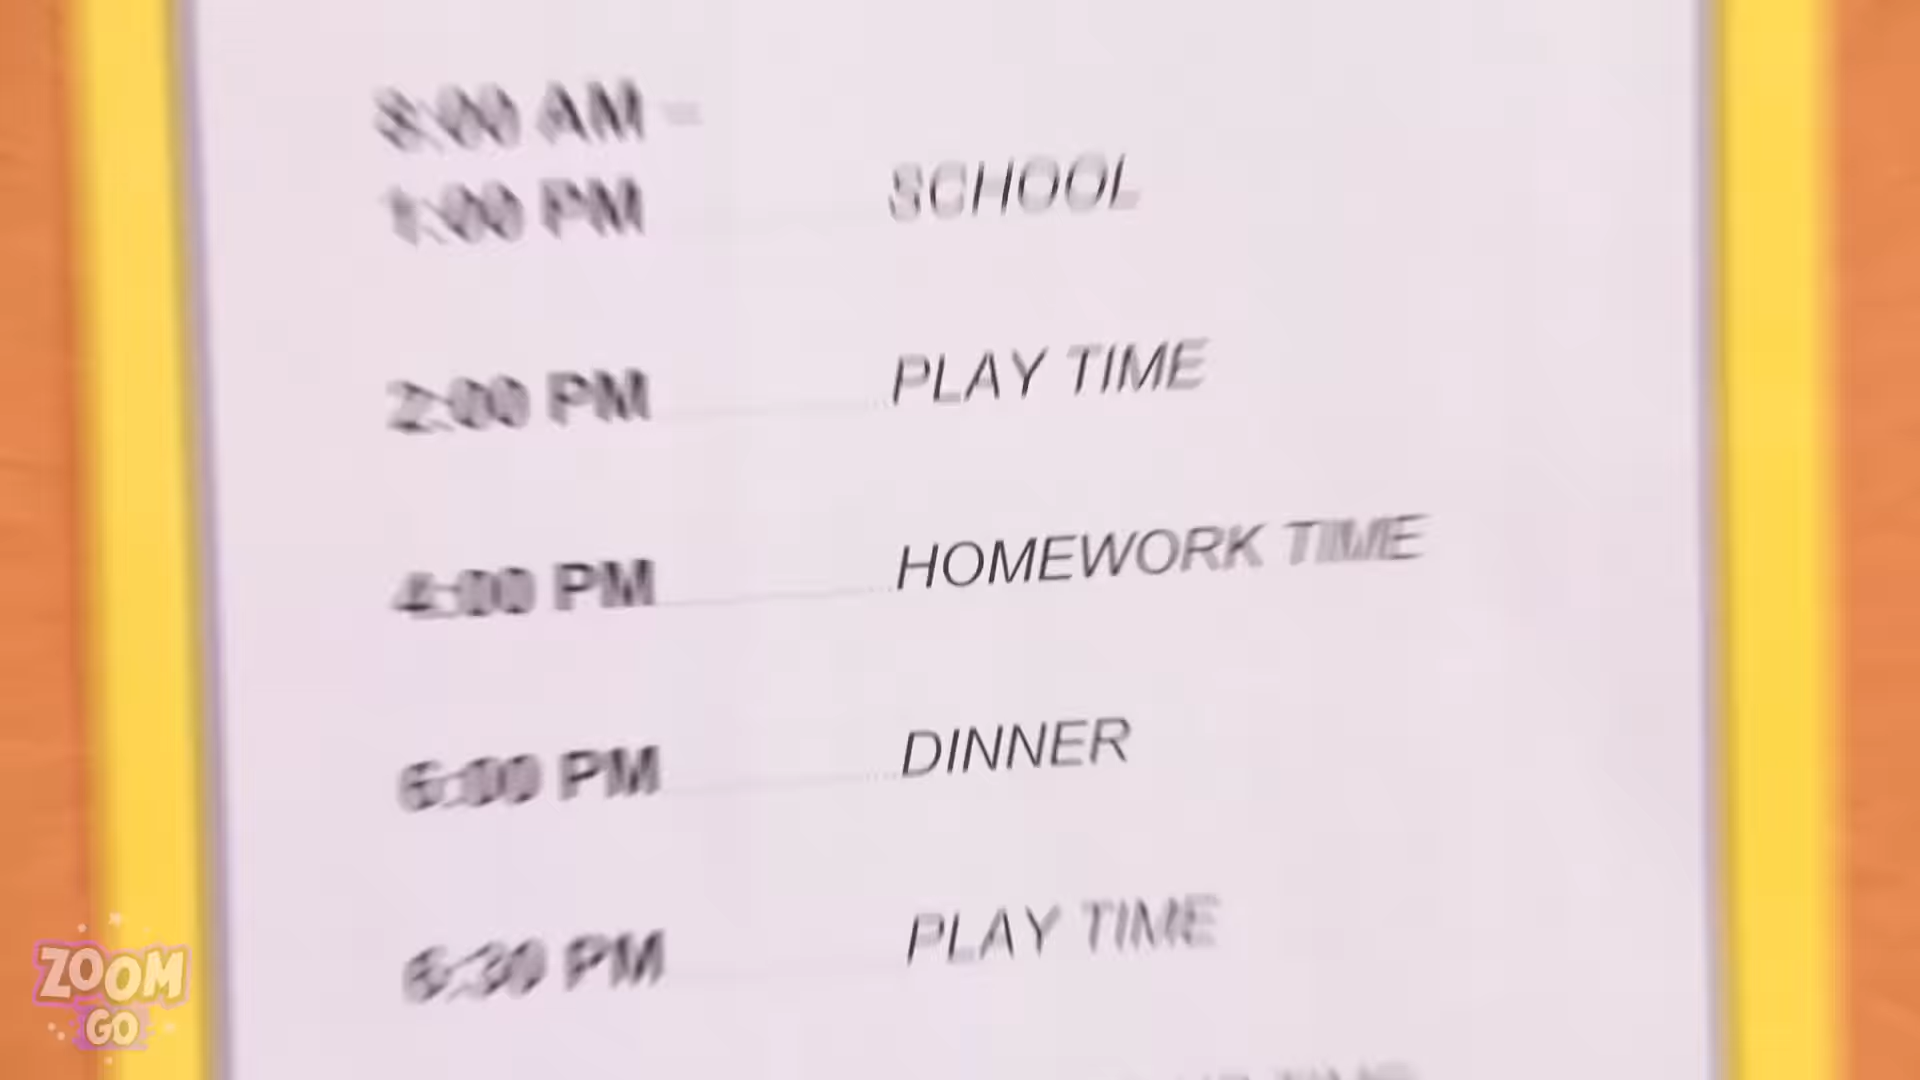 8:00 AM -
1:00 PM SCHOOL
2:00 PM PLAY TIME
4:00 PM HOMEWORK TIME
6:00 PM DINNER
6:30 PM PLAY TIME
TIME
ZOOM
GO